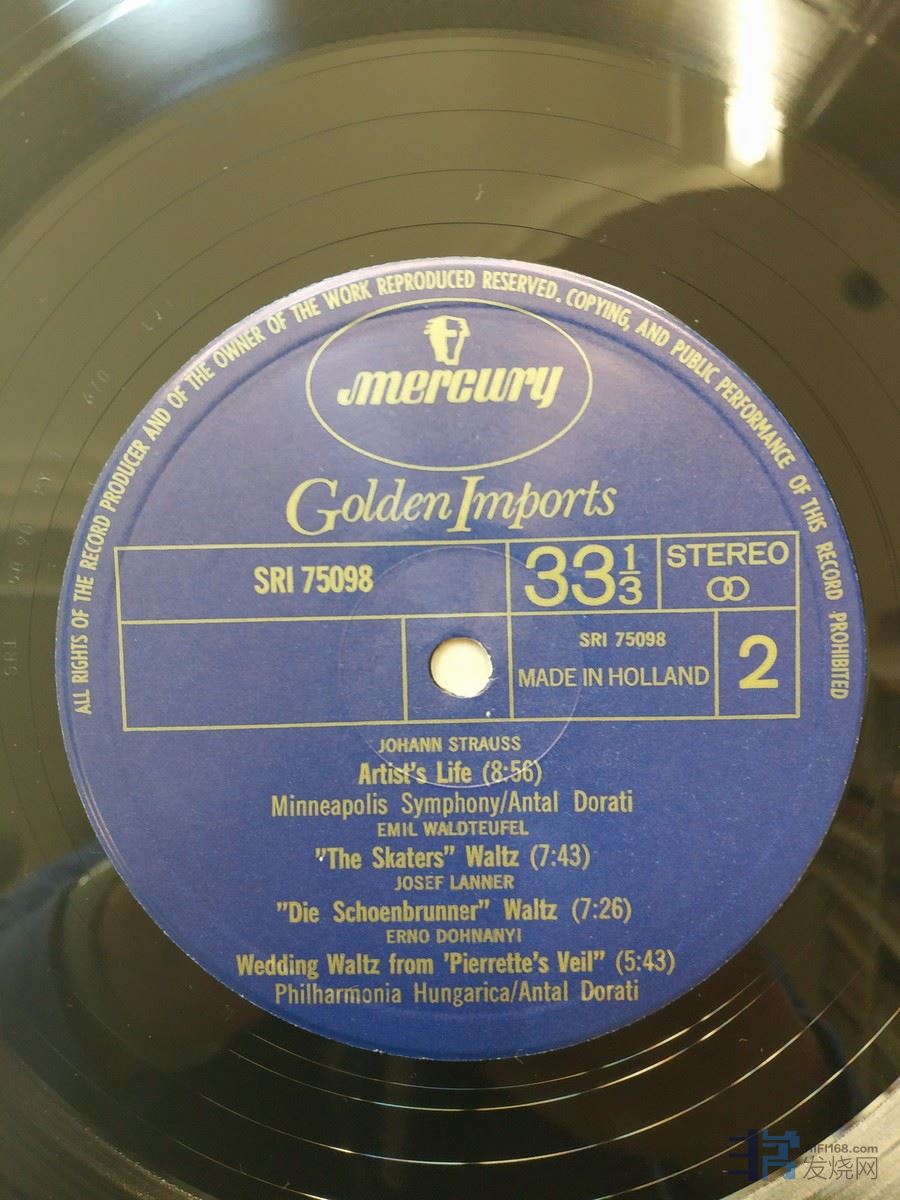 ALL RIGHTS OF THE RECORD PRODUCER AND OF THE OWNER OF THE WORK REPRODUCED RESERVED. COPYING, AND PUBLIC PERFORMANCE OF THIS RECORD PROHIBITED
mercury
Golden Imports
SRI 75098
33 1/3
STEREO
SRI 75098
MADE IN HOLLAND
2
JOHANN STRAUSS
Artist's Life (8:56)
Minneapolis Symphony/Antal Dorati
EMIL WALDTEUFEL
"The Skaters" Waltz (7:43)
JOSEF LANNER
"Die Schoenbrunner" Waltz (7:26)
ERNO DOHNANYI
Wedding Waltz from 'Pierrette's Veil" (5:43)
Philharmonia Hungarica/Antal Dorati
HIFI168.com
发烧网